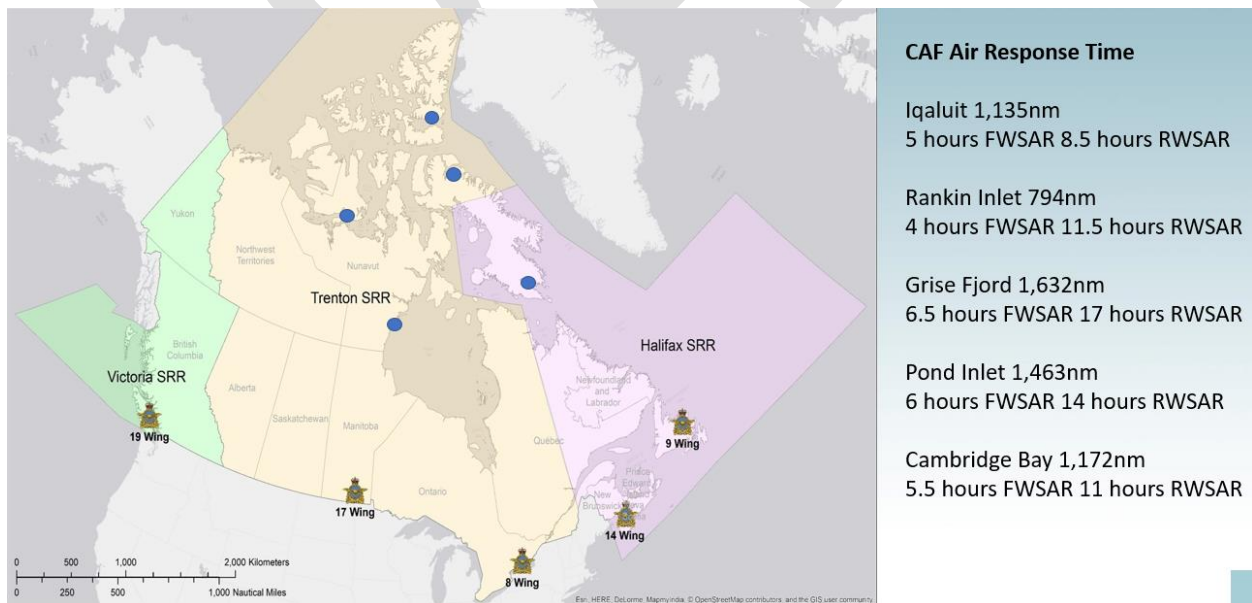 Yukon
Northwest
Territories
Nunavut
Trenton SRR
British
Columbia
Victoria SRR
Alberta
Saskatchewan
Manitoba
Ontario
Québec
Halifax SRR
Newfoundland
and
Labrador
Prince
Edward
Island
New
Brunswick
19 Wing
17 Wing
8 Wing
14 Wing
9 Wing
0 500 1,000 2,000 Kilometers
0 250 500 1,000 Nautical Miles
Esri, HERE, DeLorme, MapmyIndia, © OpenStreetMap contributors, and the GIS user community
CAF Air Response Time
Iqaluit 1,135nm
5 hours FWSAR 8.5 hours RWSAR
Rankin Inlet 794nm
4 hours FWSAR 11.5 hours RWSAR
Grise Fjord 1,632nm
6.5 hours FWSAR 17 hours RWSAR
Pond Inlet 1,463nm
6 hours FWSAR 14 hours RWSAR
Cambridge Bay 1,172nm
5.5 hours FWSAR 11 hours RWSAR